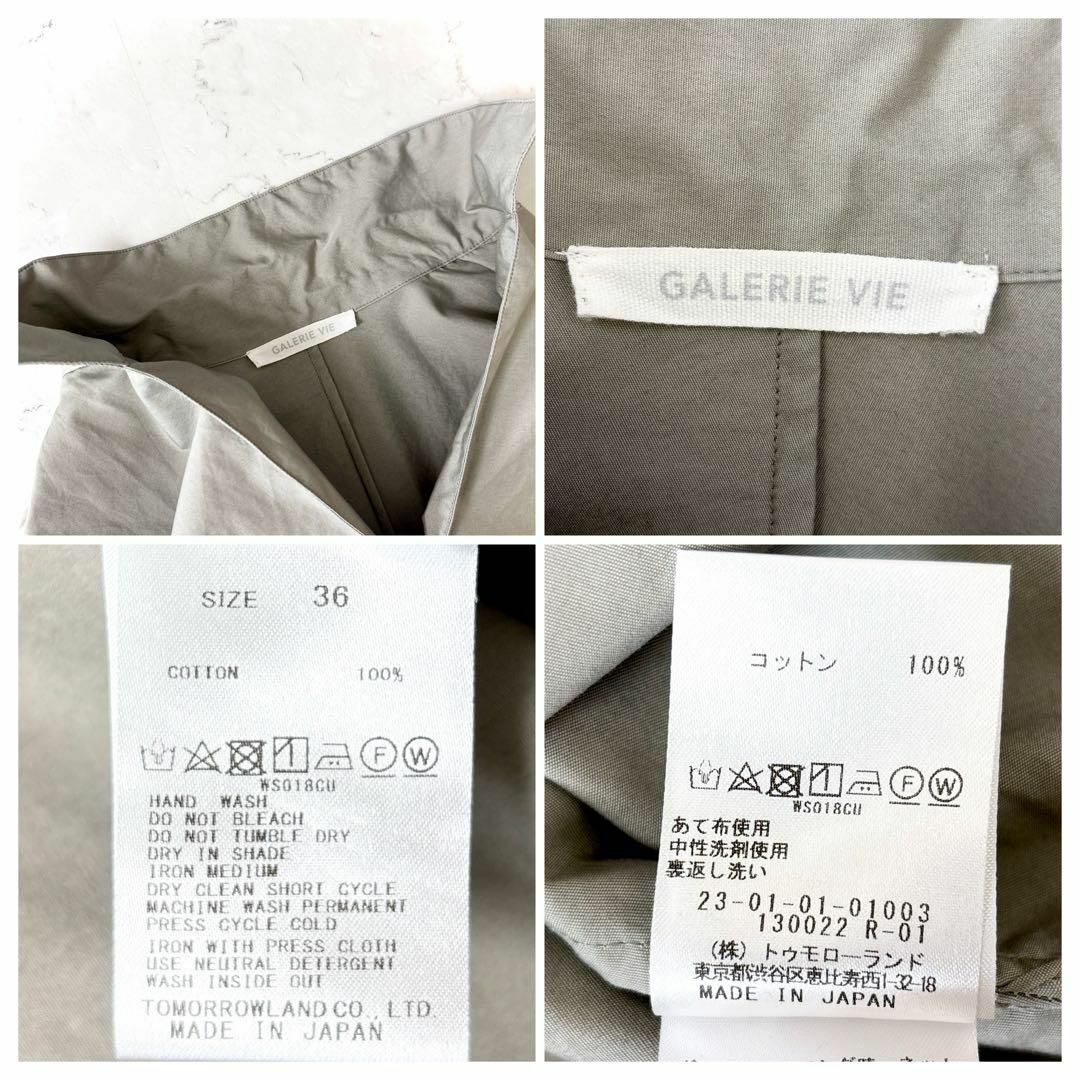 GALERIE VIE
GALERIE VIE
SIZE 36
COTTON 100%
F W
WS018CU
HAND WASH
DO NOT BLEACH
DO NOT TUMBLE DRY
DRY IN SHADE
IRON MEDIUM
DRY CLEAN SHORT CYCLE
MACHINE WASH PERMANENT
PRESS CYCLE COLD
IRON WITH PRESS CLOTH
USE NEUTRAL DETERGENT
WASH INSIDE OUT
TOMORROWLAND CO., LTD.
MADE IN JAPAN
コットン 100%
F W
WS018CU
あて布使用
中性洗剤使用
裏返し洗い
23-01-01-01003
130022 R-01
(株) トゥモローランド
東京都渋谷区恵比寿西1-32-18
MADE IN JAPAN